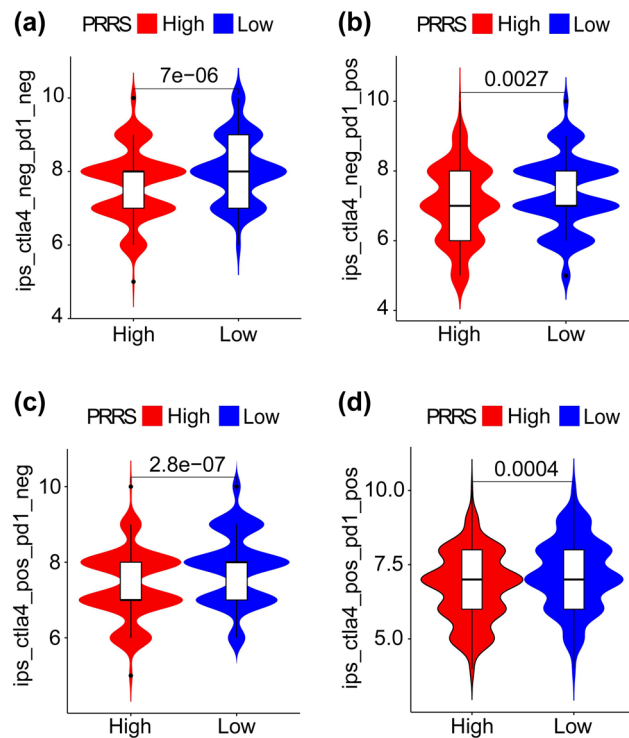 (a)
PRRS High Low
ips_ctla4_neg_pd1_neg
7e−06
10
8
6
4
High Low
(b)
PRRS High Low
ips_ctla4_neg_pd1_pos
0.0027
10
8
6
4
High Low
(c)
PRRS High Low
ips_ctla4_pos_pd1_neg
2.8e−07
10
8
6
High Low
(d)
PRRS High Low
ips_ctla4_pos_pd1_pos
0.0004
10.0
7.5
5.0
High Low